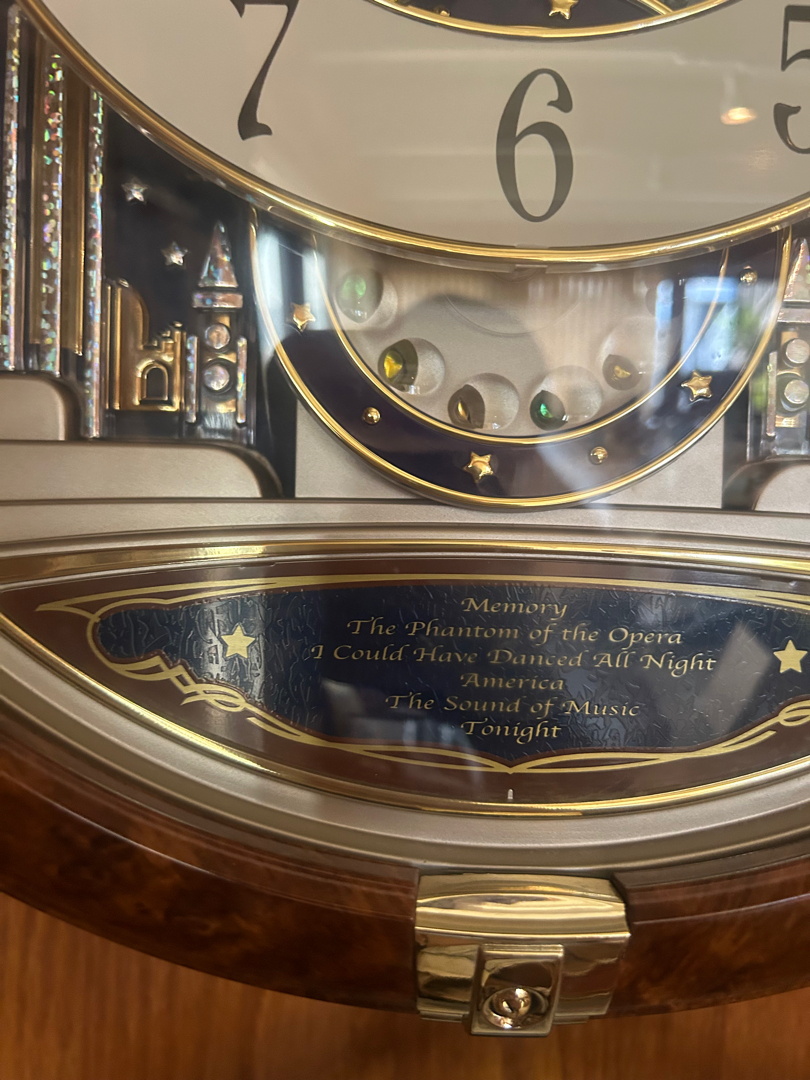 7 6 5
Memory
The Phantom of the Opera
I Could Have Danced All Night
America
The Sound of Music
Tonight